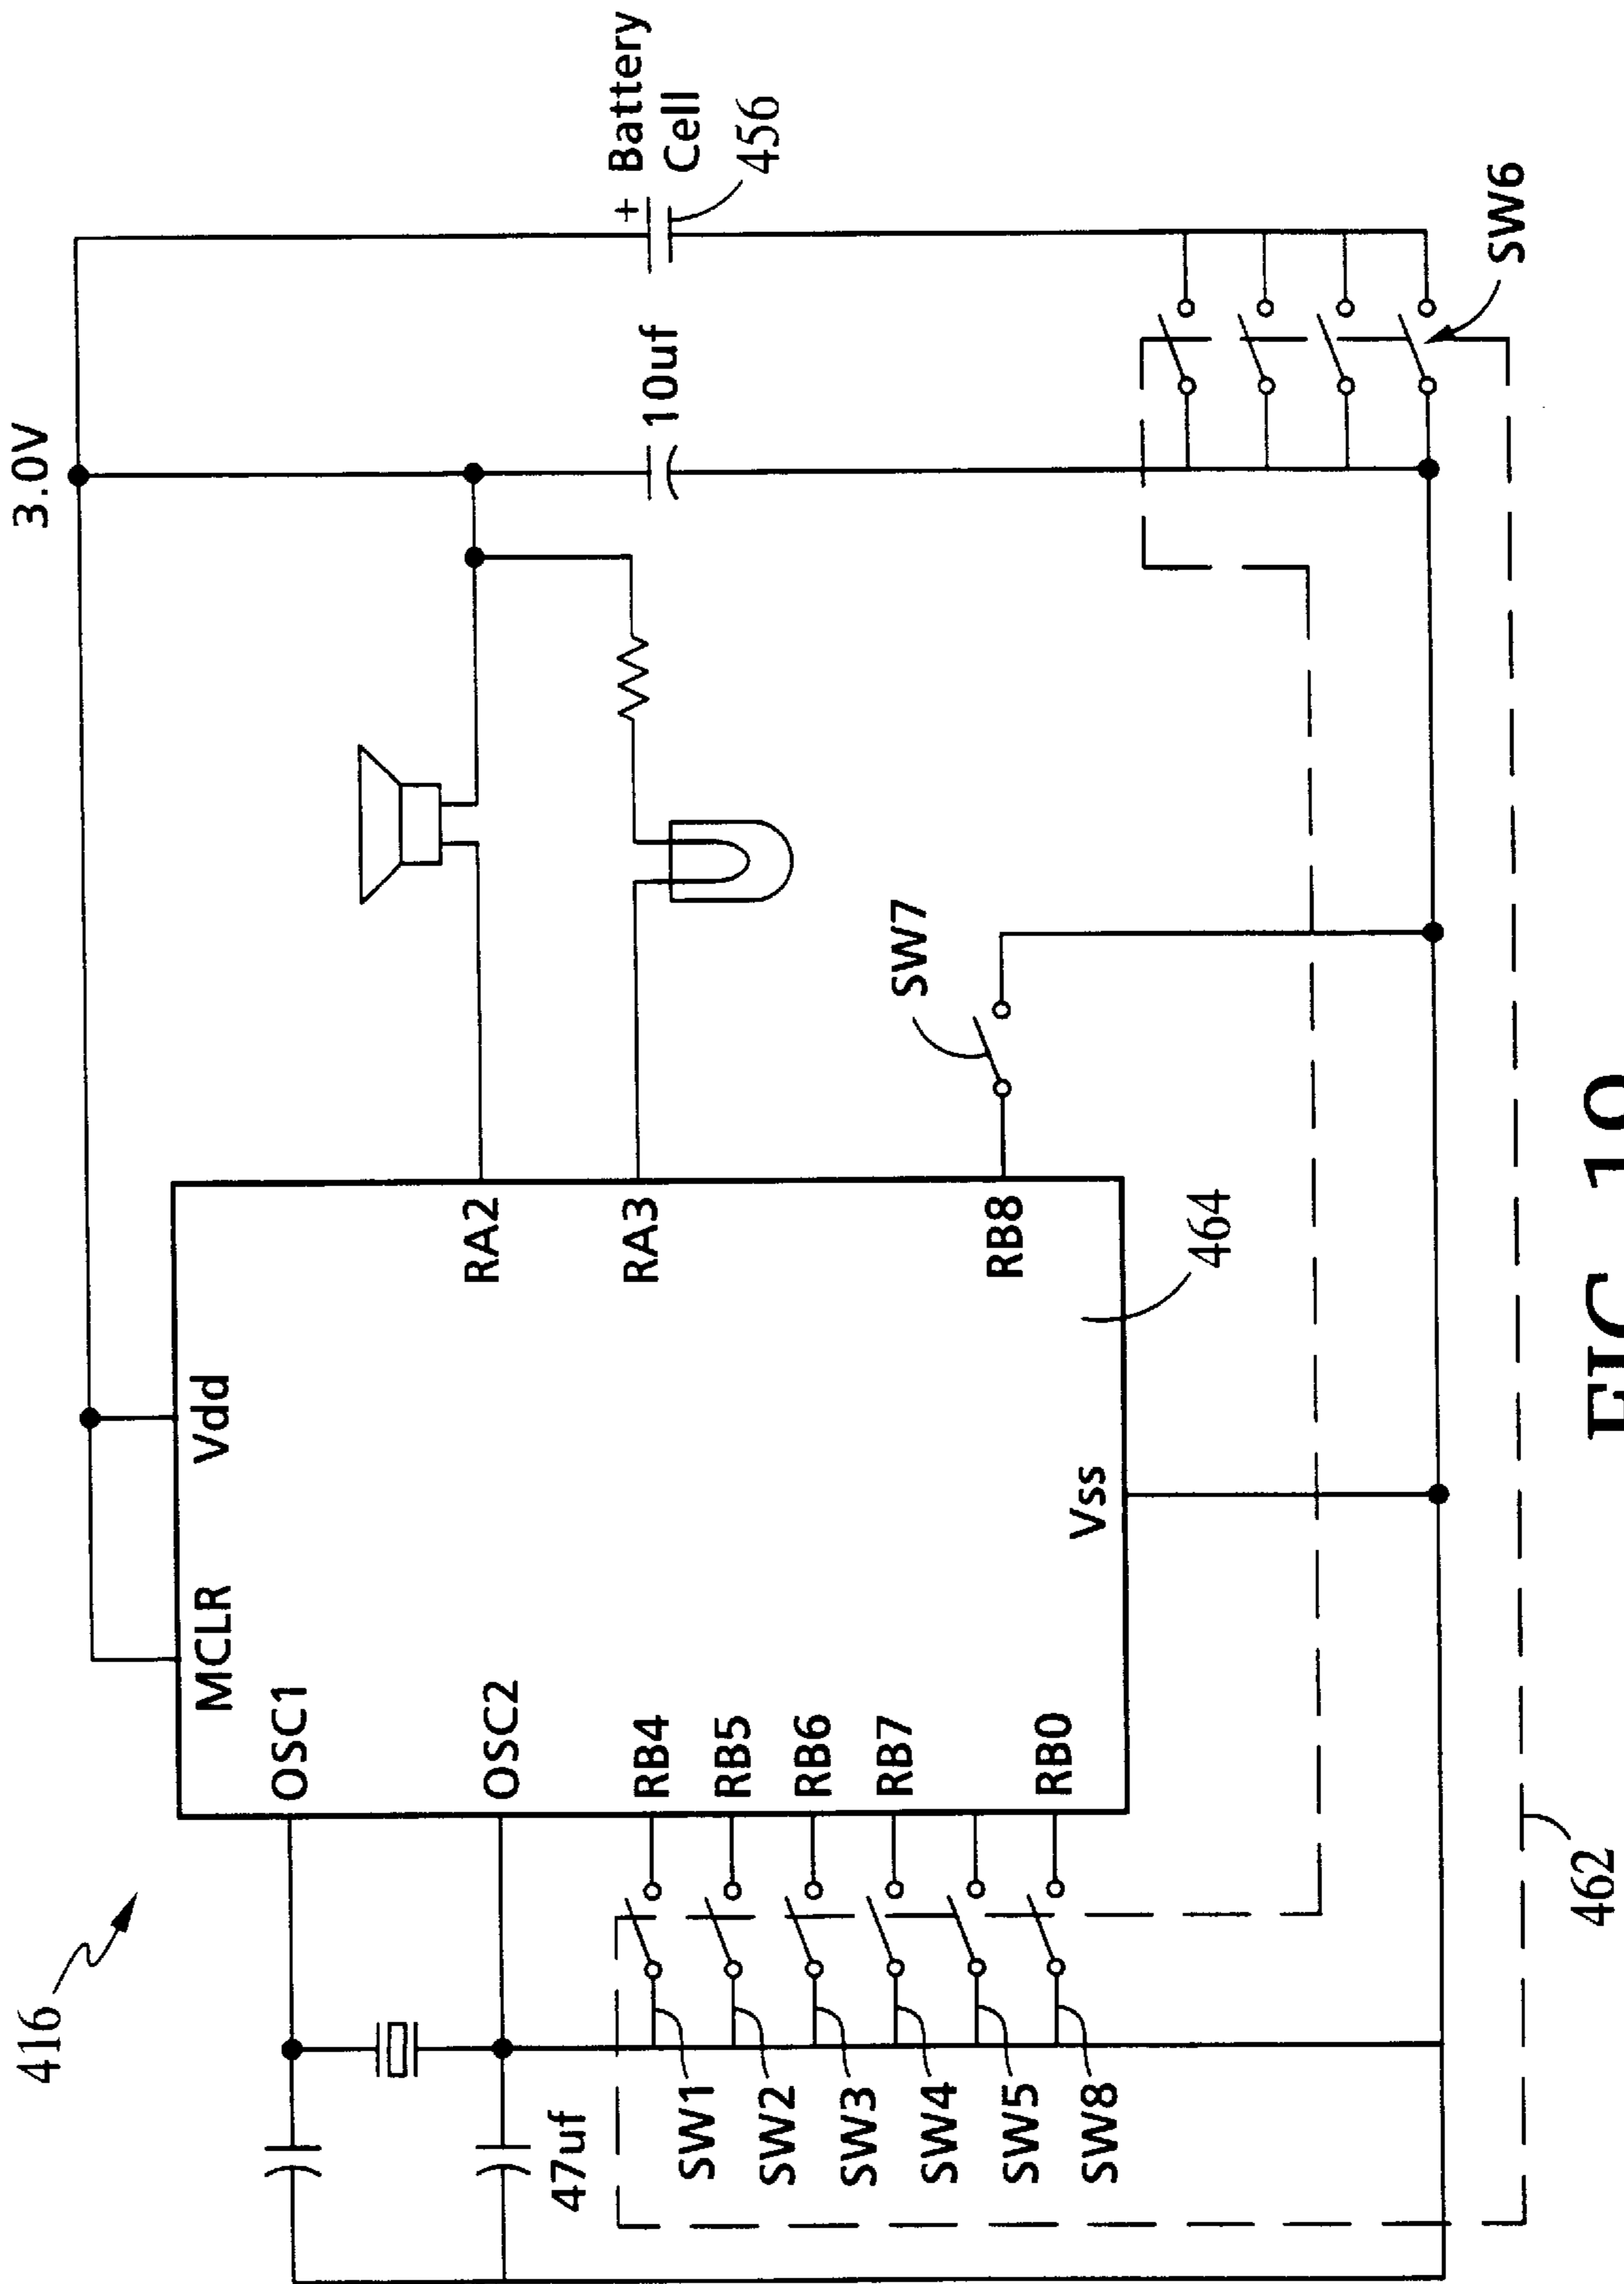 416
3.0V
MCLR
Vdd
OSC1
OSC2
47uf
RA2
RA3
10uf
+ Battery
Cell
456
RB4
RB5
RB6
RB7
RB0
SW1
SW2
SW3
SW4
SW5
SW8
RB8
SW7
Vss
464
SW6
462